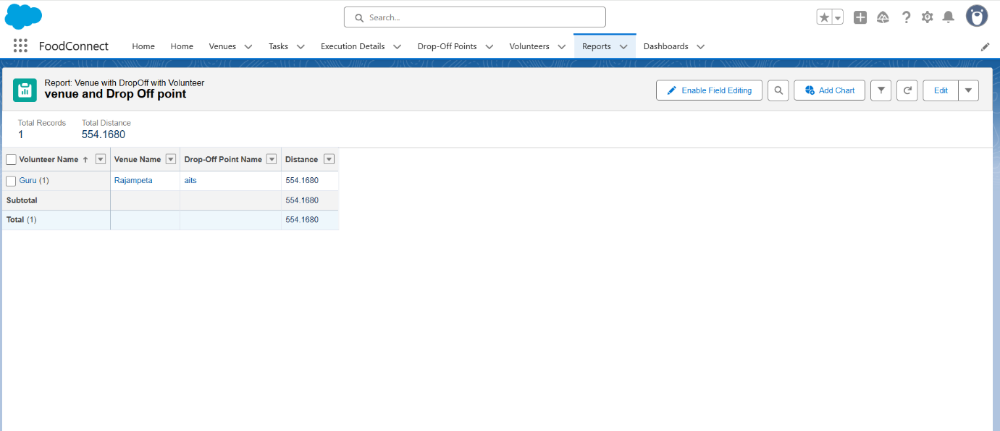 Search...
FoodConnect Home Home Venues Tasks Execution Details Drop-Off Points Volunteers Reports Dashboards
Report: Venue with DropOff with Volunteer
venue and Drop Off point
Enable Field Editing Add Chart Edit
Total Records Total Distance
1 554.1680
Volunteer Name ↑ Venue Name Drop-Off Point Name Distance
Guru (1) Rajampeta aits 554.1680
Subtotal 554.1680
Total (1) 554.1680